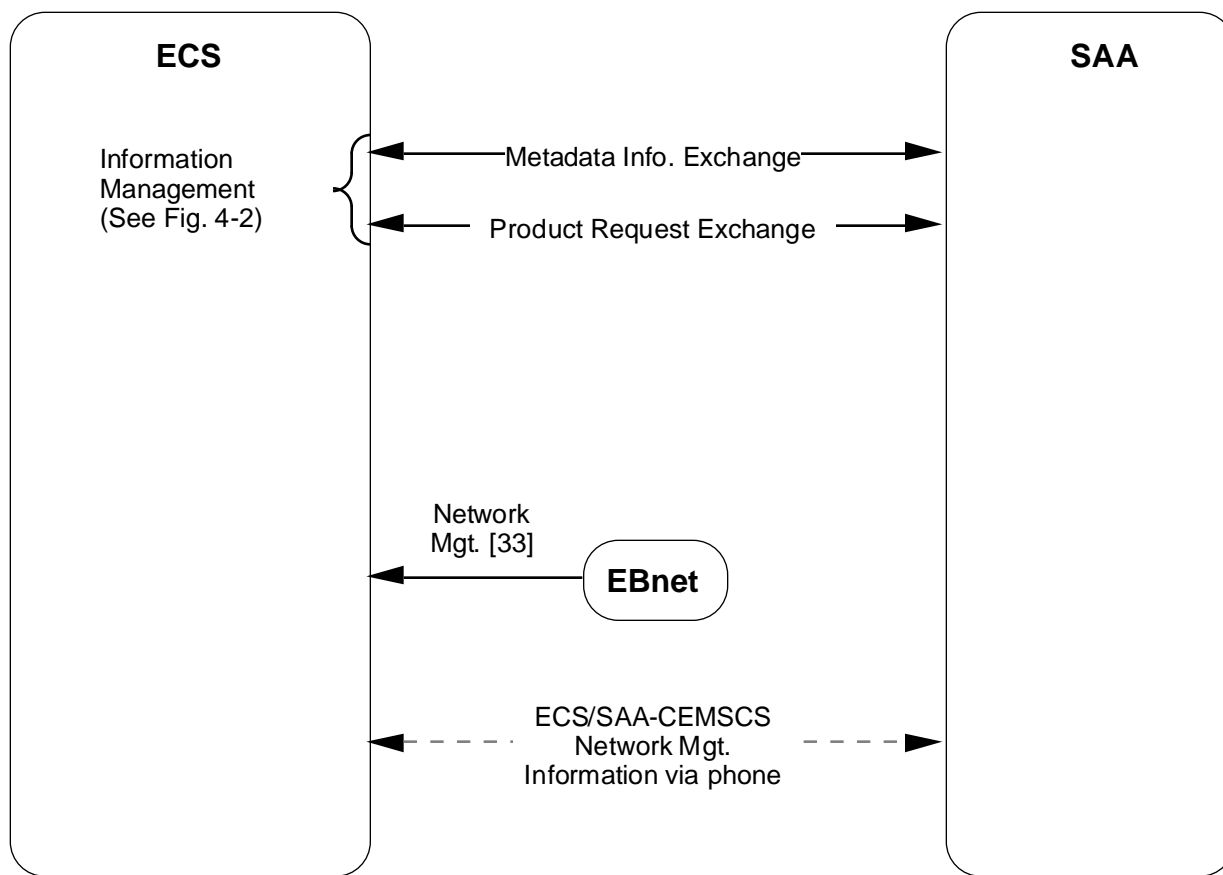 ECS
SAA
Information
Management
(See Fig. 4-2)
Metadata Info. Exchange
Product Request Exchange
Network
Mgt. [33]
EBnet
ECS/SAA-CEMSCS
Network Mgt.
Information via phone